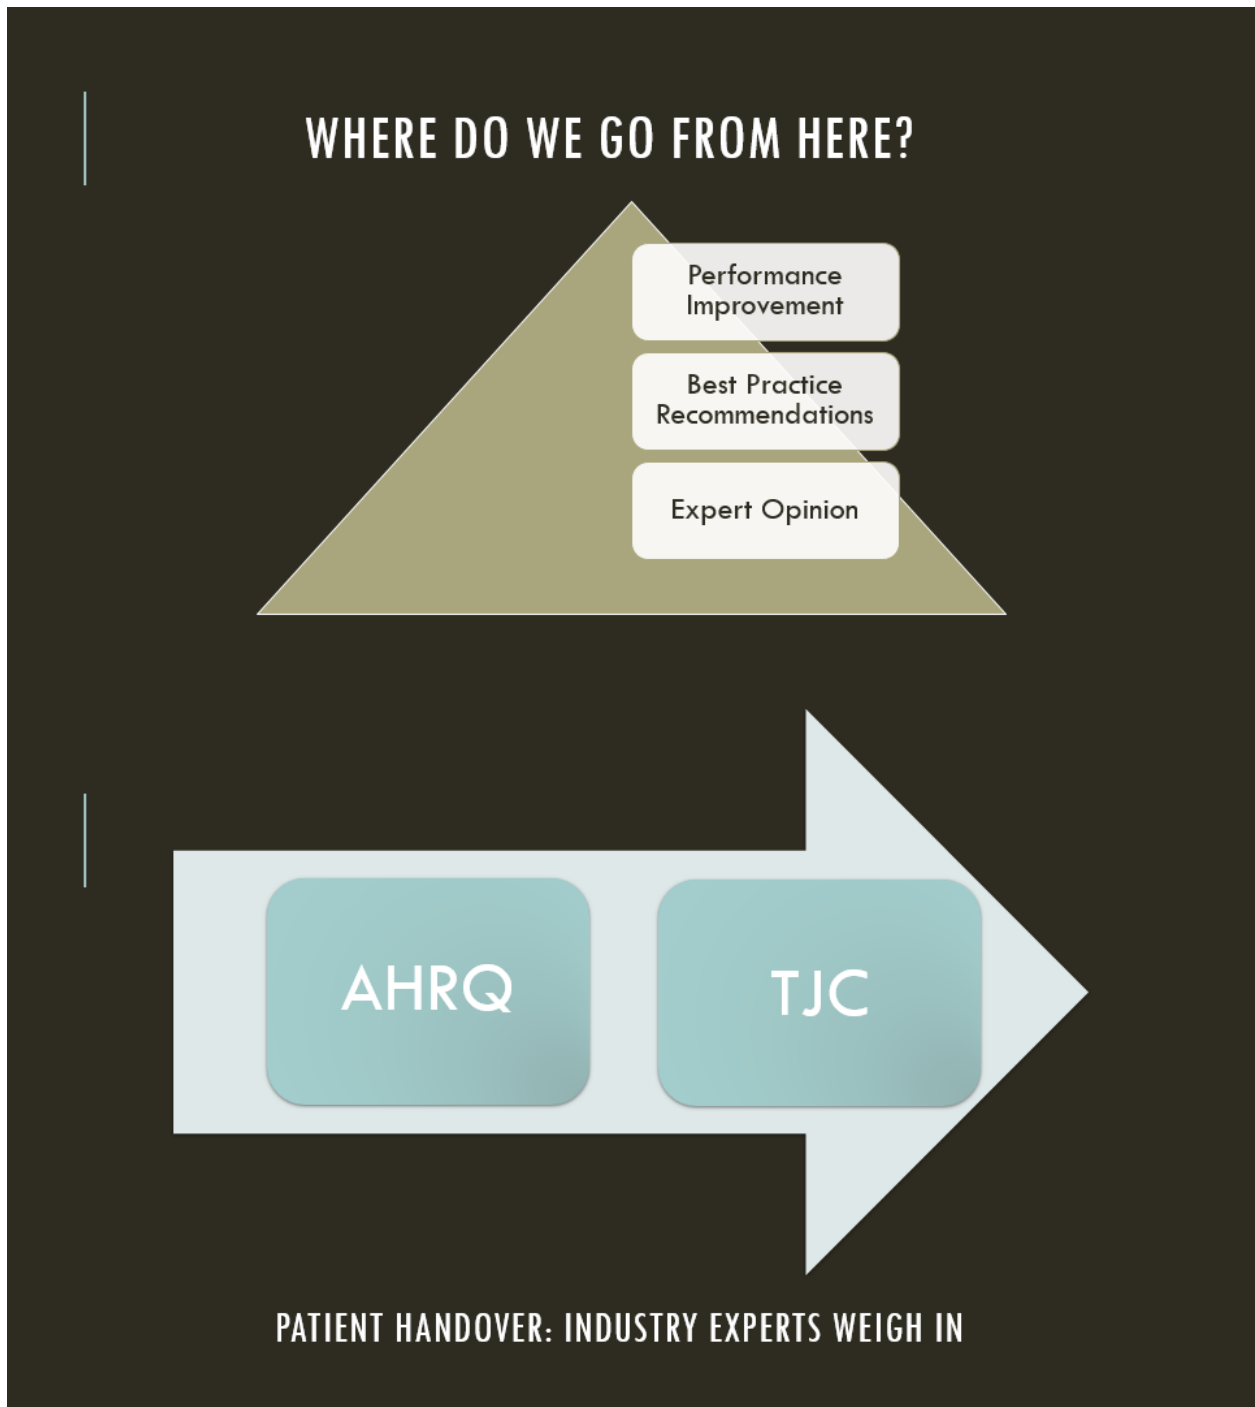 WHERE DO WE GO FROM HERE?
Performance
Improvement
Best Practice
Recommendations
Expert Opinion
AHRQ
TJC
PATIENT HANDOVER: INDUSTRY EXPERTS WEIGH IN